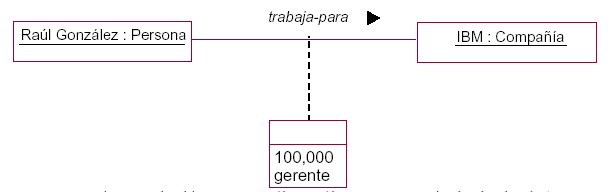 trabaja-para
Raúl González : Persona
IBM : Compañía
100,000
gerente